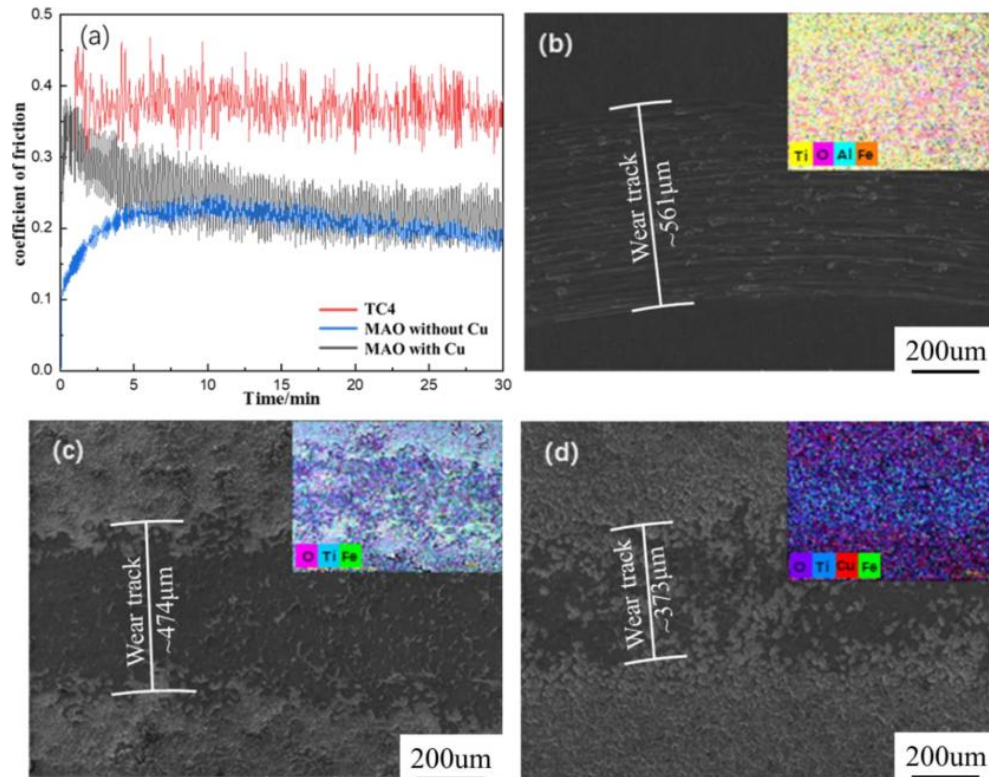 (a)
0.5
0.4
0.3
0.2
0.1
0.0
coefficient of friction
TC4
MAO without Cu
MAO with Cu
0 5 10 15 20 25 30
Time/min
(b)
Ti O Al Fe
Wear track
~561μm
200um
(c)
O Ti Fe
Wear track
~474μm
200um
(d)
O Ti Cu Fe
Wear track
~373μm
200um